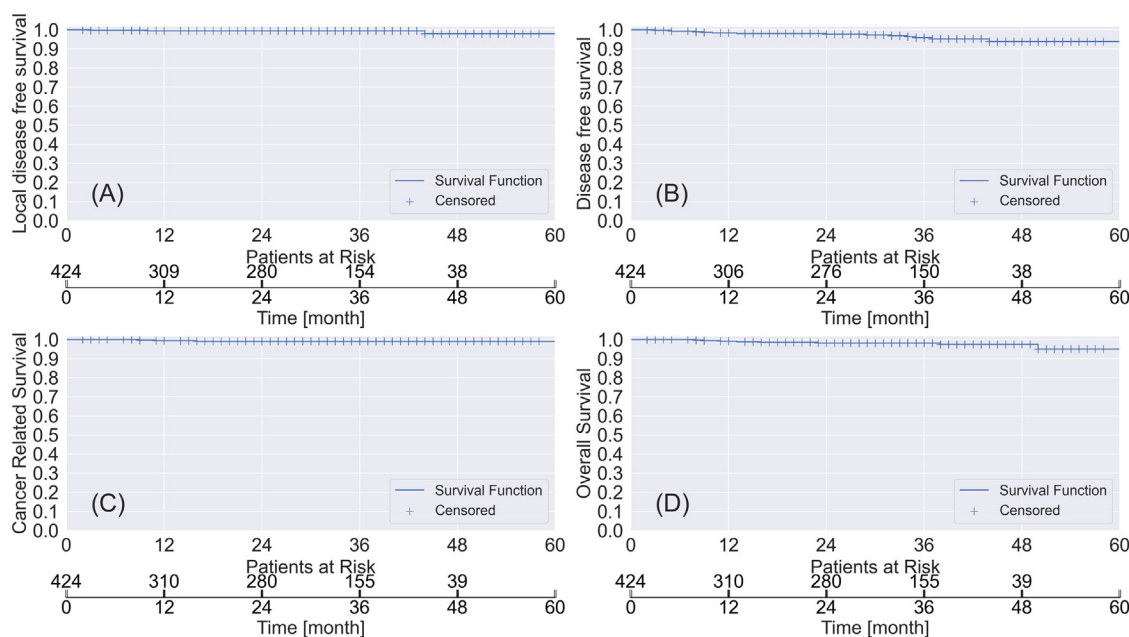 Local disease free survival
1.0
0.9
0.8
0.7
0.6
0.5
0.4
0.3
0.2
0.1
0.0
(A)
Survival Function
Censored
0 12 24 36 48 60
Patients at Risk
424 309 280 154 38
0 12 24 36 48 60
Time [month]
Disease free survival
1.0
0.9
0.8
0.7
0.6
0.5
0.4
0.3
0.2
0.1
0.0
(B)
Survival Function
Censored
0 12 24 36 48 60
Patients at Risk
424 306 276 150 38
0 12 24 36 48 60
Time [month]
Cancer Related Survival
1.0
0.9
0.8
0.7
0.6
0.5
0.4
0.3
0.2
0.1
0.0
(C)
Survival Function
Censored
0 12 24 36 48 60
Patients at Risk
424 310 280 155 39
0 12 24 36 48 60
Time [month]
Overall Survival
1.0
0.9
0.8
0.7
0.6
0.5
0.4
0.3
0.2
0.1
0.0
(D)
Survival Function
Censored
0 12 24 36 48 60
Patients at Risk
424 310 280 155 39
0 12 24 36 48 60
Time [month]